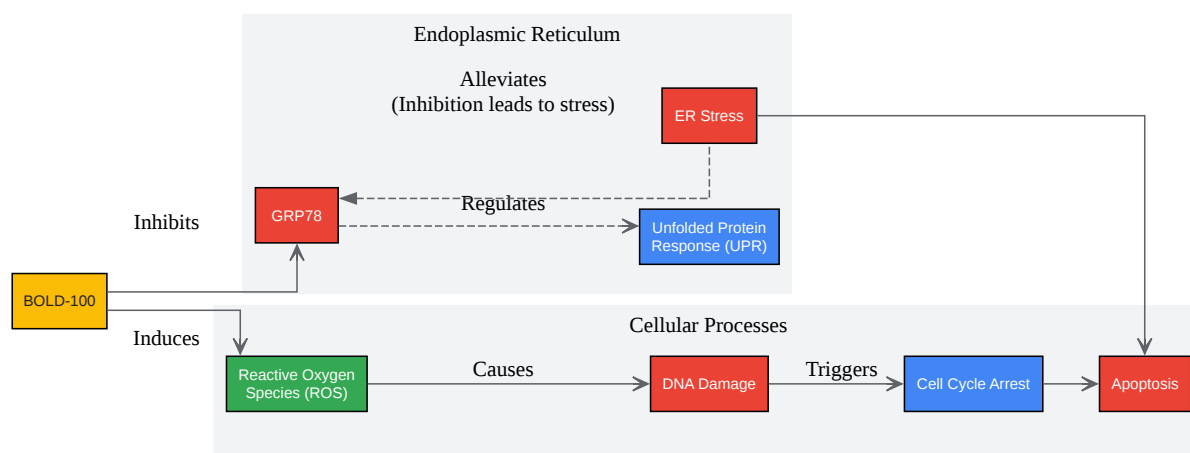 Endoplasmic Reticulum
Alleviates
(Inhibition leads to stress)
ER Stress
GRP78
Regulates
Inhibits
Unfolded Protein
Response (UPR)
BOLD-100
Induces
Cellular Processes
Reactive Oxygen
Species (ROS)
Causes
DNA Damage
Triggers
Cell Cycle Arrest
Apoptosis